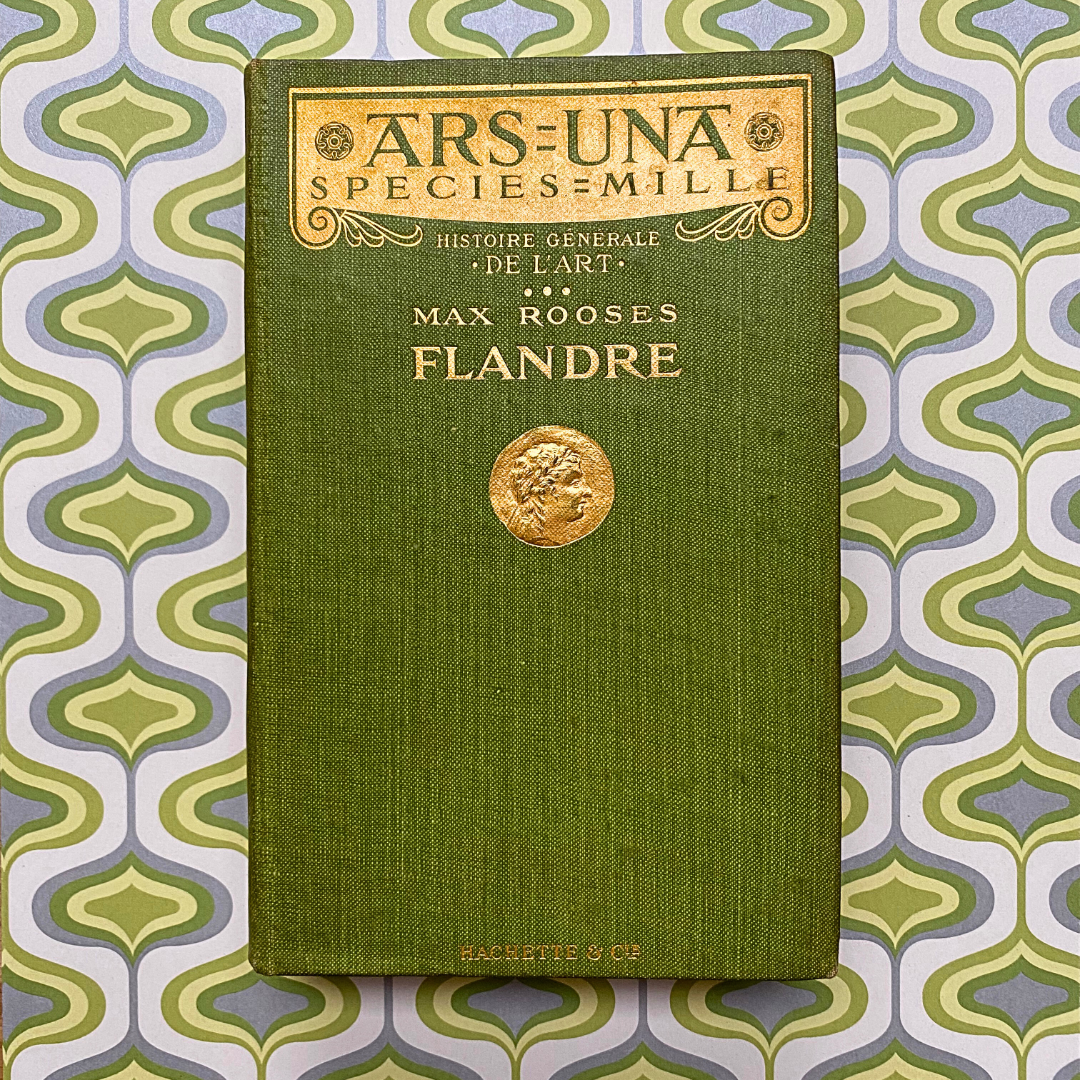 ARS=UNA
SPECIES=MILLE
HISTOIRE GÉNÉRALE
·DE L'ART·
•••
MAX ROOSES
FLANDRE
HACHETTE & CIE